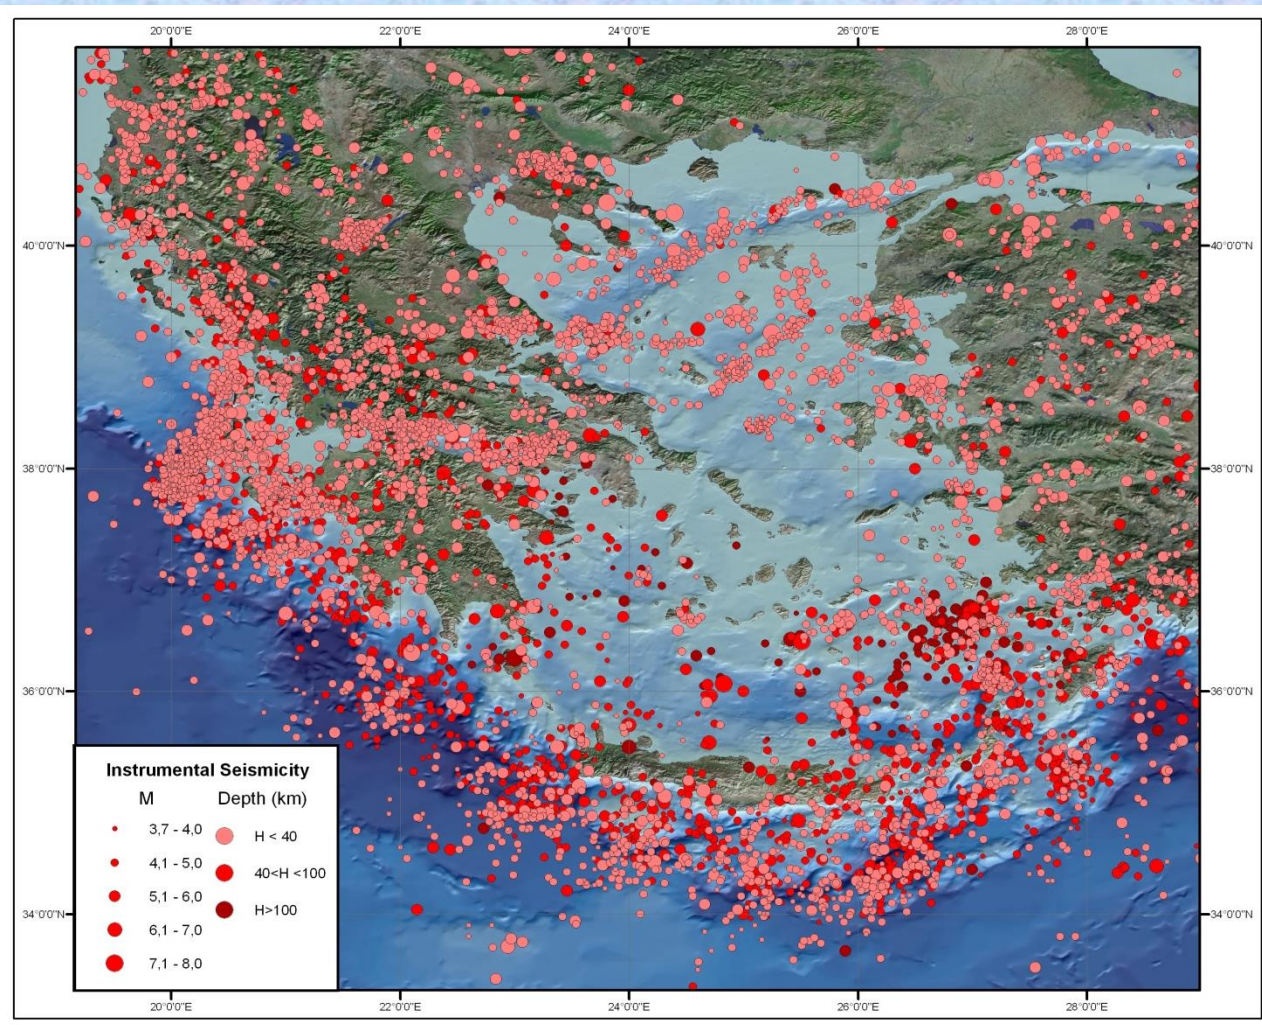 20°0'0"E 22°0'0"E 24°0'0"E 26°0'0"E 28°0'0"E
40°0'0"N 40°0'0"N
38°0'0"N 38°0'0"N
36°0'0"N 36°0'0"N
Instrumental Seismicity
M Depth (km)
3,7 - 4,0 H < 40
4,1 - 5,0
40<H <100
5,1 - 6,0
H>100
6,1 - 7,0
7,1 - 8,0
34°0'0"N 34°0'0"N
20°0'0"E 22°0'0"E 24°0'0"E 26°0'0"E 28°0'0"E